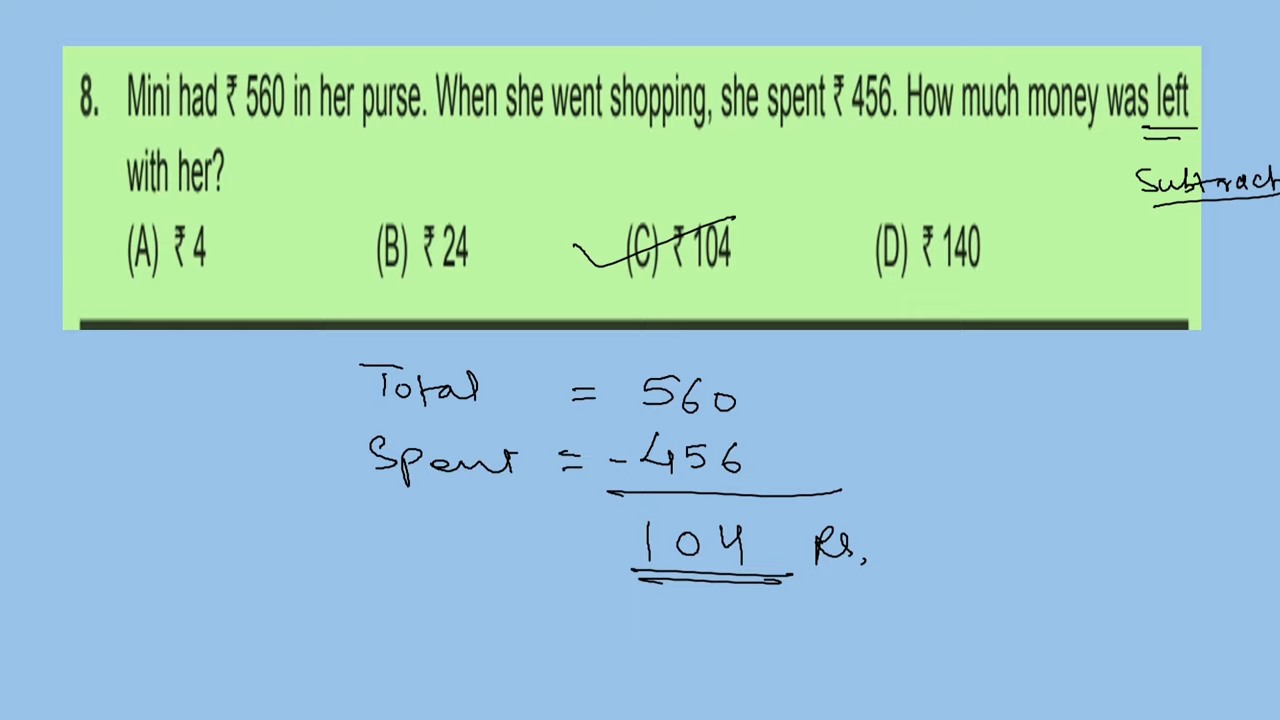 8. Mini had ₹ 560 in her purse. When she went shopping, she spent ₹ 456. How much money was left
with her?
Subtract
(A) ₹ 4 (B) ₹ 24 (C) ₹ 104 (D) ₹ 140
Total = 560
Spent = -456
104 Rs.